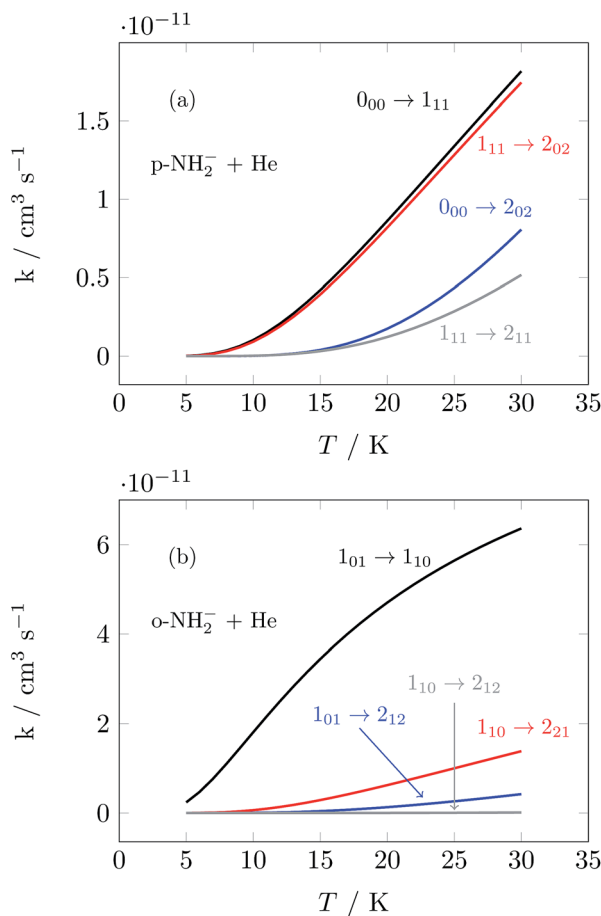 ·10⁻¹¹
(a)
0₀₀ → 1₁₁
1.5
1₁₁ → 2₀₂
p-NH₂⁻ + He
1
0₀₀ → 2₀₂
0.5
1₁₁ → 2₁₁
0
k / cm³ s⁻¹
0 5 10 15 20 25 30 35
T / K
·10⁻¹¹
6
(b)
1₀₁ → 1₁₀
o-NH₂⁻ + He
4
1₁₀ → 2₁₂
1₀₁ → 2₁₂
1₁₀ → 2₂₁
2
0
k / cm³ s⁻¹
0 5 10 15 20 25 30 35
T / K